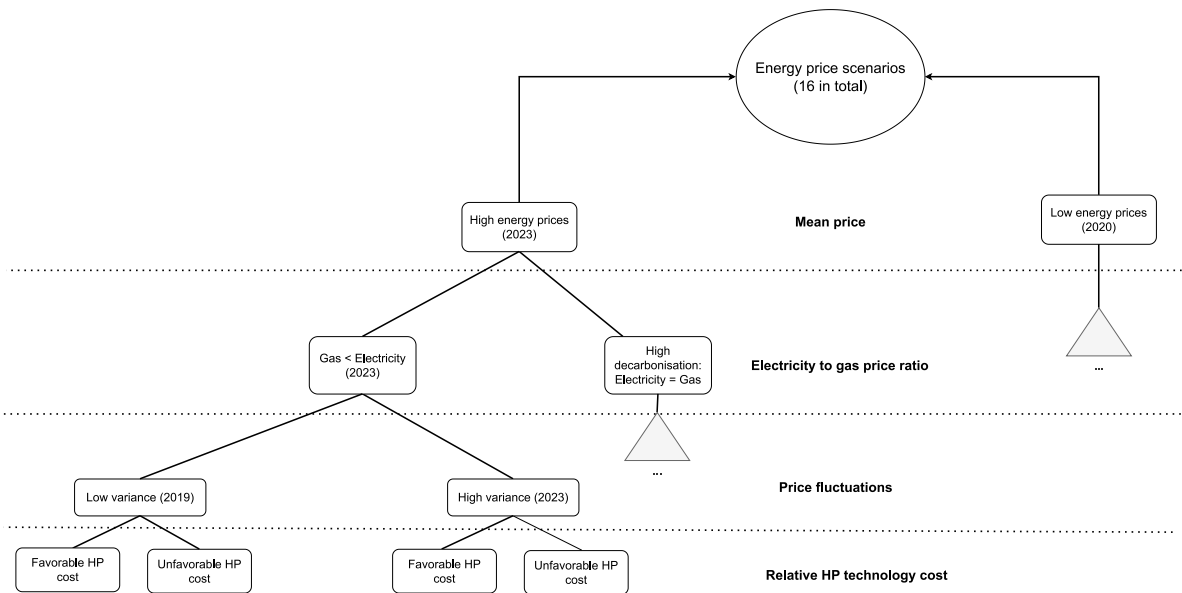 Energy price scenarios
(16 in total)
High energy prices
(2023)
Mean price
Low energy prices
(2020)
Gas < Electricity
(2023)
High
decarbonisation:
Electricity = Gas
Electricity to gas price ratio
...
...
Low variance (2019)
High variance (2023)
Price fluctuations
Favorable HP
cost
Unfavorable HP
cost
Favorable HP
cost
Unfavorable HP
cost
Relative HP technology cost